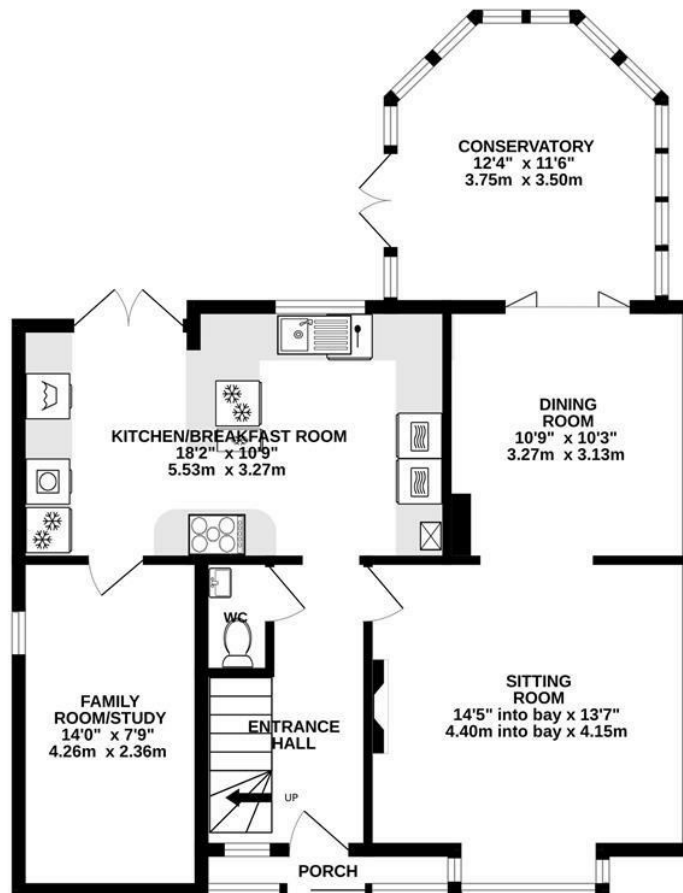 CONSERVATORY
12'4" x 11'6"
3.75m x 3.50m
KITCHEN/BREAKFAST ROOM
18'2" x 10'9"
5.53m x 3.27m
DINING
ROOM
10'9" x 10'3"
3.27m x 3.13m
WC
FAMILY
ROOM/STUDY
14'0" x 7'9"
4.26m x 2.36m
ENTRANCE
HALL
UP
SITTING
ROOM
14'5" into bay x 13'7"
4.40m into bay x 4.15m
PORCH